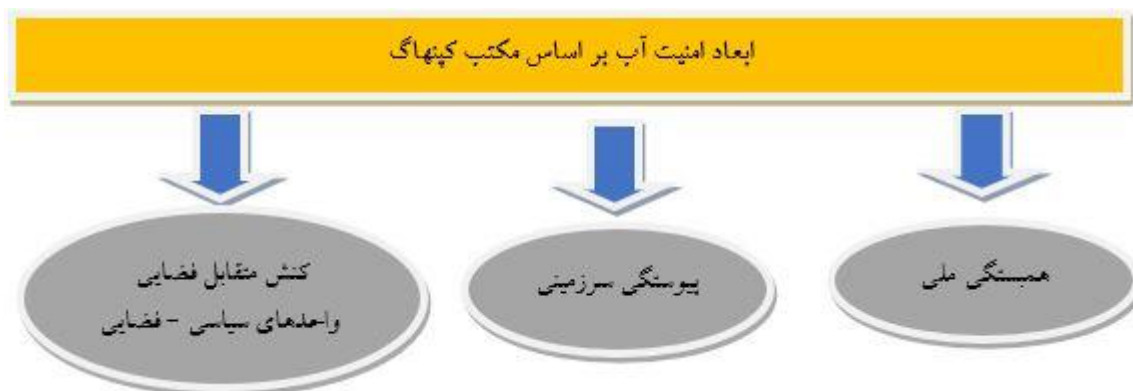 ابعاد امنیت آب بر اساس مکتب کپنهاگ
همبستگی ملی
پیوستگی سرزمینی
کنش متقابل فضایی
واحدهای سیاسی - فضایی